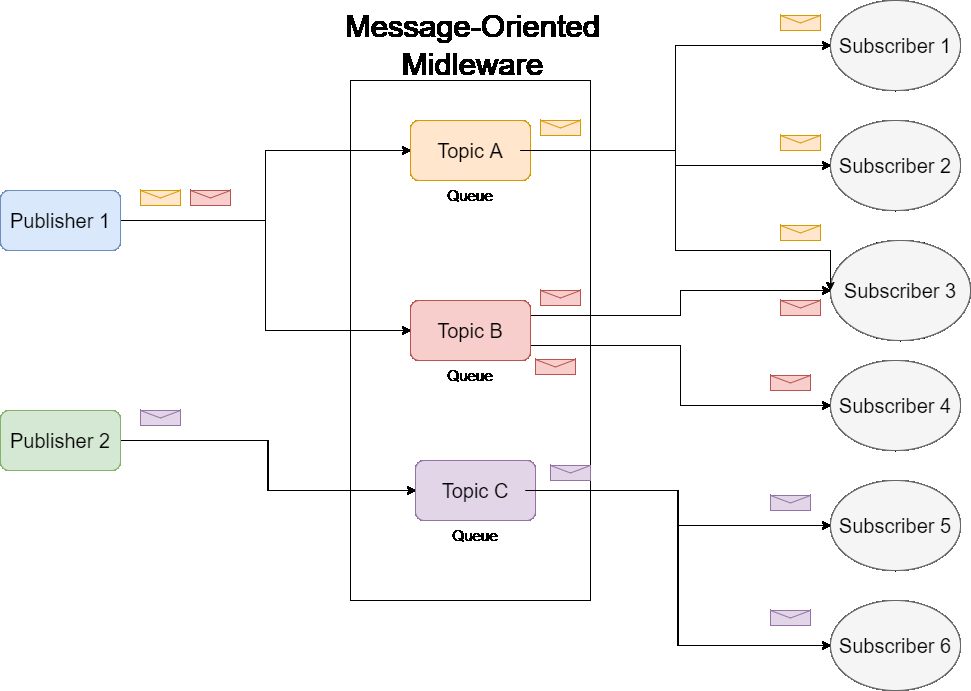 Message-Oriented
Midleware
Subscriber 1
Topic A
Subscriber 2
Queue
Publisher 1
Subscriber 3
Topic B
Queue
Subscriber 4
Publisher 2
Topic C
Subscriber 5
Queue
Subscriber 6